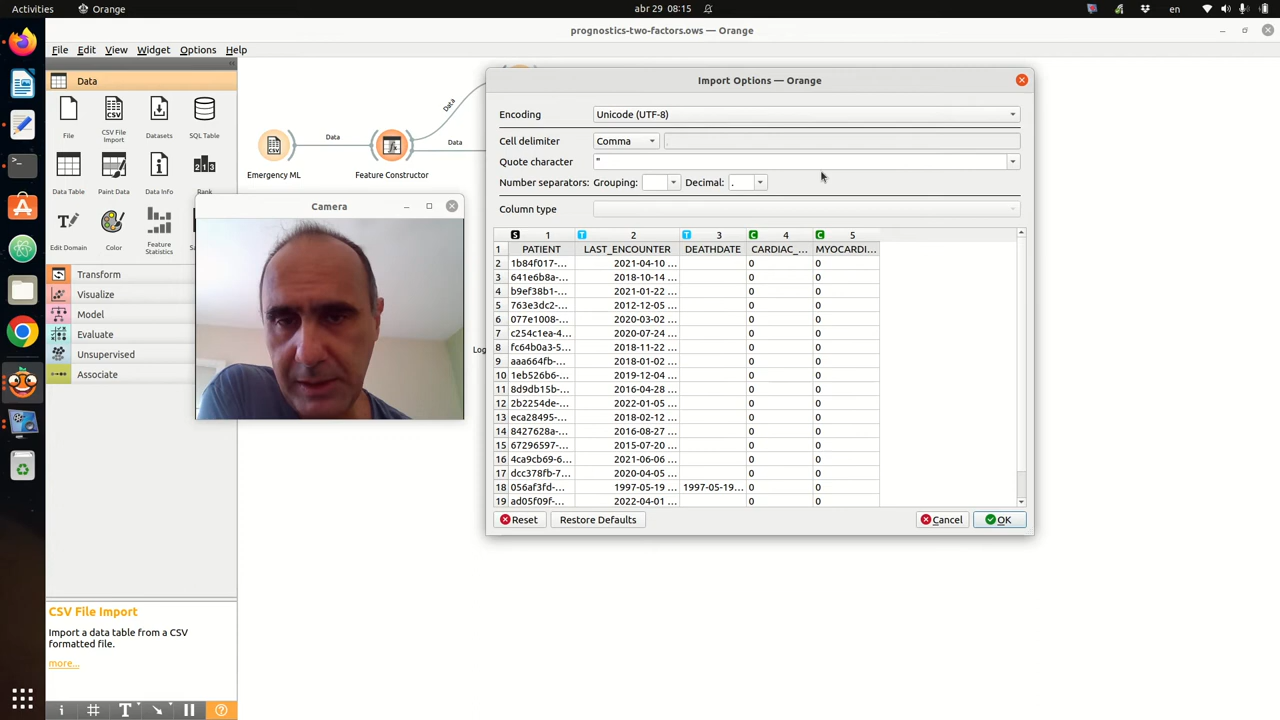 Activities
Orange
abr 29 08:15
en
prognostics-two-factors.ows — Orange
File Edit View Widget Options Help
Data
File
CSV File Import
Datasets
SQL Table
Data Table
Paint Data
Data Info
Rank
Edit Domain
Color
Feature Statistics
Transform
Visualize
Model
Evaluate
Unsupervised
Associate
CSV File Import
Import a data table from a CSV
formatted file.
more...
Emergency ML
Data
Feature Constructor
Data
Data
Camera
Import Options — Orange
Encoding Unicode (UTF-8)
Cell delimiter Comma ,
Quote character "
Number separators: Grouping: Decimal: .
Column type
S 1 T 2 T 3 C 4 C 5
1 PATIENT LAST_ENCOUNTER DEATHDATE CARDIAC_... MYOCARDI...
2 1b84f017-... 2021-04-10 ... 0 0
3 641e6b8a-... 2018-10-14 ... 0 0
4 b9ef38b1-... 2021-01-22 ... 0 0
5 763e3dc2-... 2012-12-05 ... 0 0
6 077e1008-... 2020-03-02 ... 0 0
7 c254c1ea-4... 2020-07-24 ... 0 0
8 fc64b0a3-5... 2018-11-22 ... 0 0
9 aaa664fb-... 2018-01-02 ... 0 0
10 1eb526b6-... 2019-12-04 ... 0 0
11 8d9db15b-... 2016-04-28 ... 0 0
12 2b2254de-... 2022-01-05 ... 0 0
13 eca28495-... 2018-02-12 ... 0 0
14 8427628a-... 2016-08-27 ... 0 0
15 67296597-... 2015-07-20 ... 0 0
16 4ca9cb69-6... 2021-06-06 ... 0 0
17 dcc378fb-7... 2020-04-05 ... 0 0
18 056af3fd-... 1997-05-19 ... 1997-05-19... 0 0
19 ad05f09f-... 2022-04-01 ... 0 0
Reset
Restore Defaults
Cancel
OK